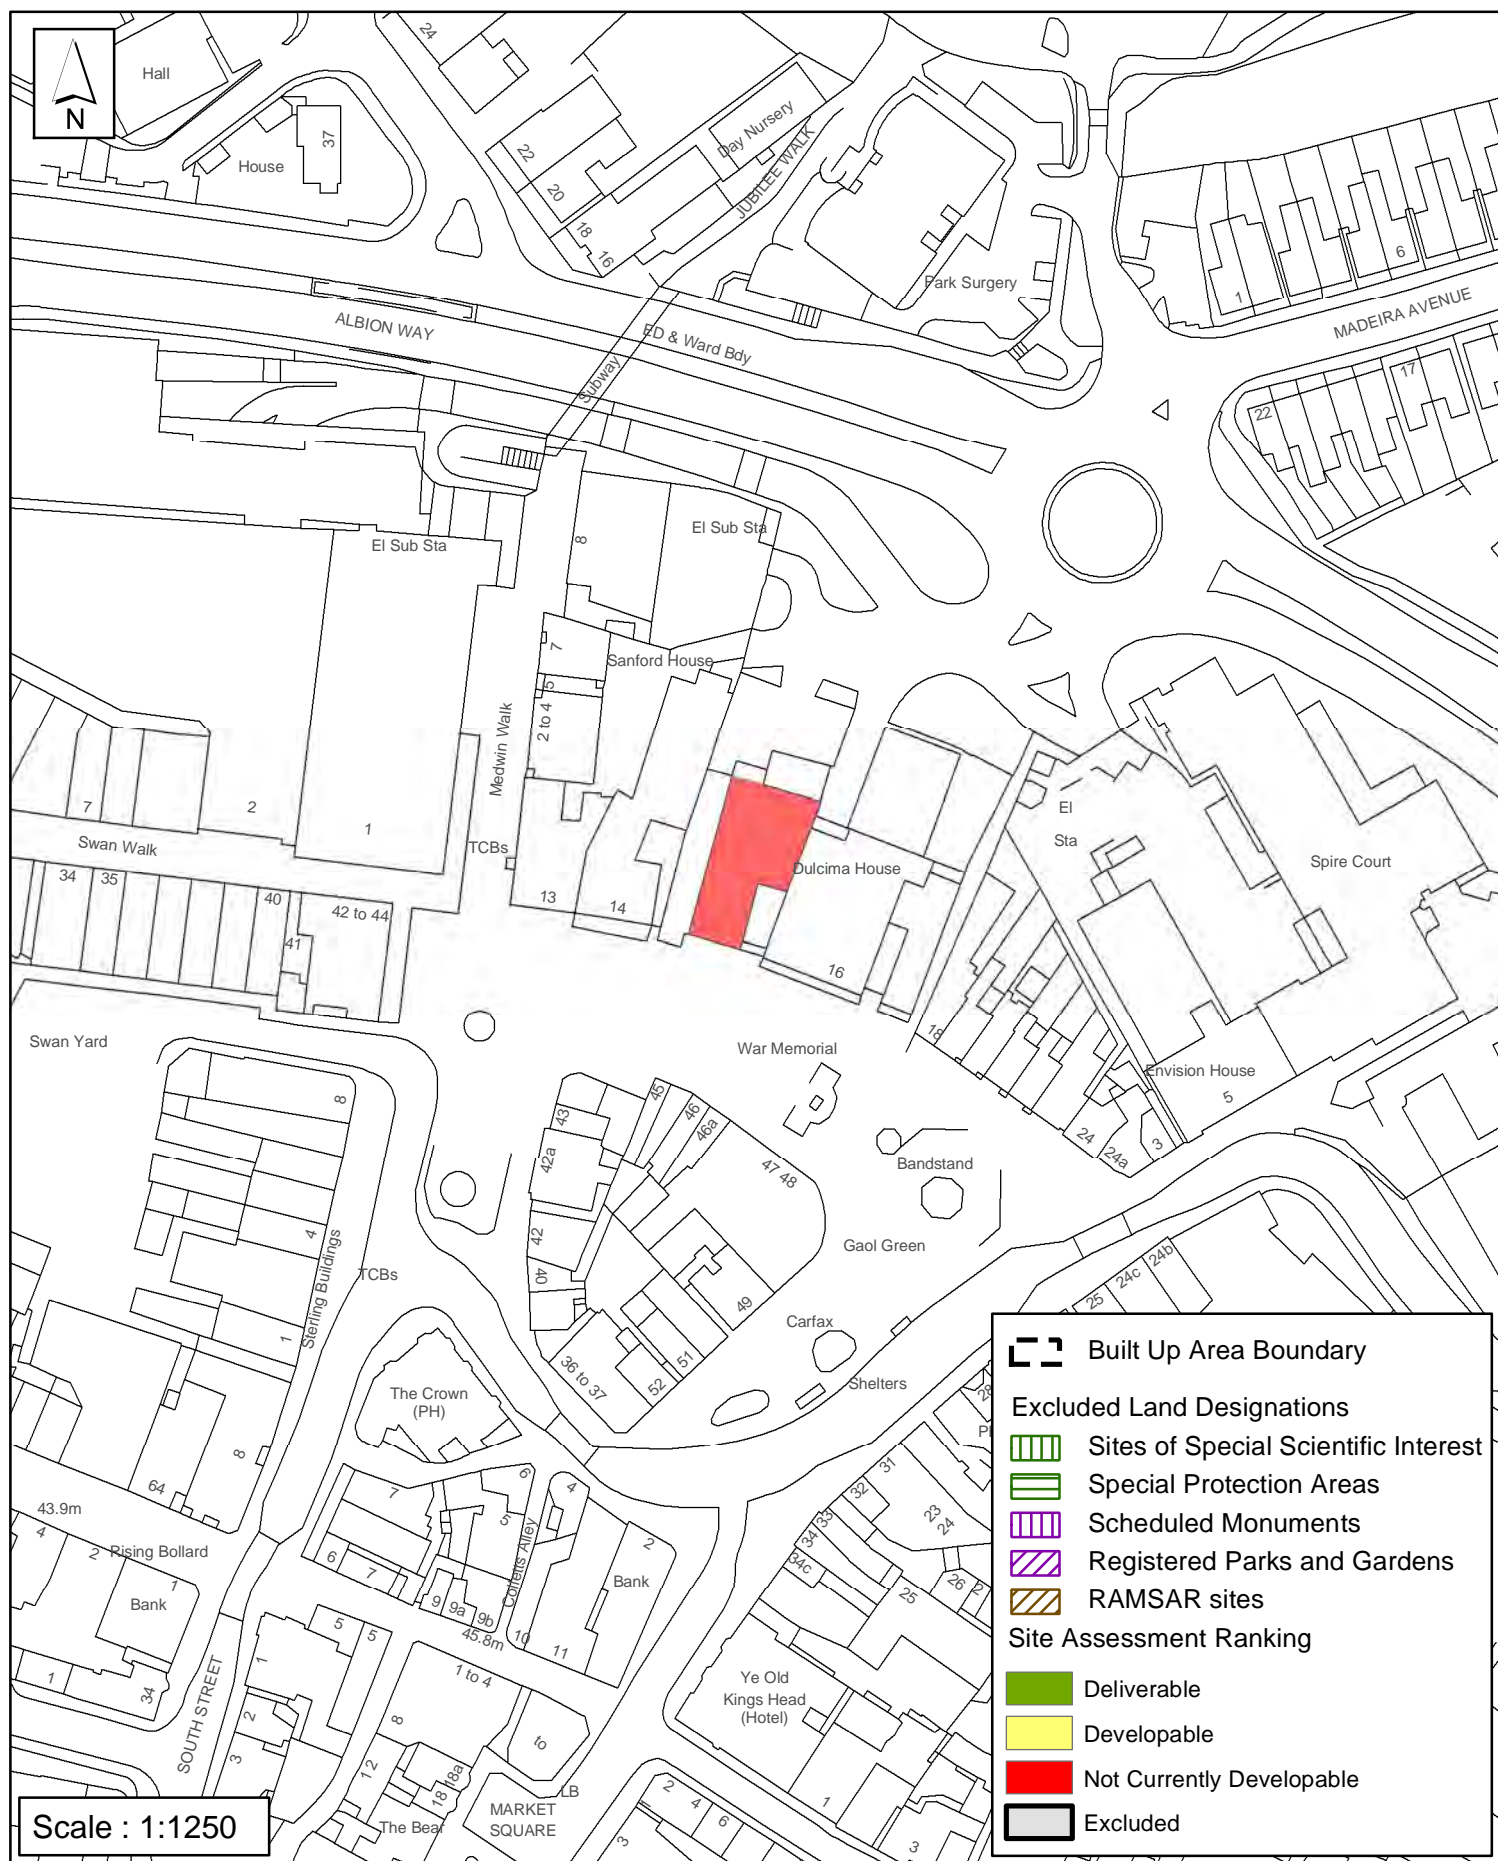 N
Hall
24
37
House
22
20
18
16
Day Nursery
JUBILEE WALK
Park Surgery
1
6
MADEIRA AVENUE
17
22
ALBION WAY
ED & Ward Bdy
Subway
El Sub Sta
8
El Sub Sta
7
Sanford House
5
2 to 4
Medwin Walk
7
2
1
Swan Walk
TCBs
34
35
40
41
42 to 44
13
14
Dulcima House
16
El
Sta
Spire Court
18
Swan Yard
War Memorial
Envision House
5
24
24a
3
8
43
45
46
46a
42a
47 48
Bandstand
4
42
Gaol Green
Sterling Buildings
TCBs
40
49
24b
24c
25
1
Carfax
51
36 to 37
52
Shelters
The Crown
(PH)
28
8
64
43.9m
4
2
Rising Bollard
1
Bank
7
6
5
4
Colletts Alley
2
Bank
31
32
33
34
34c
23
24
25
26
2
6
7
9
9a
9b
45.8m
10
11
5
5
1
1
34
SOUTH STREET
2
3
8
1 to 4
to
Ye Old
Kings Head
(Hotel)
1 2
18a
18
The Bear
LB
MARKET
SQUARE
2
4
6
3
1
3
Scale : 1:1250
Built Up Area Boundary
Excluded Land Designations
Sites of Special Scientific Interest
Special Protection Areas
Scheduled Monuments
Registered Parks and Gardens
RAMSAR sites
Site Assessment Ranking
Deliverable
Developable
Not Currently Developable
Excluded